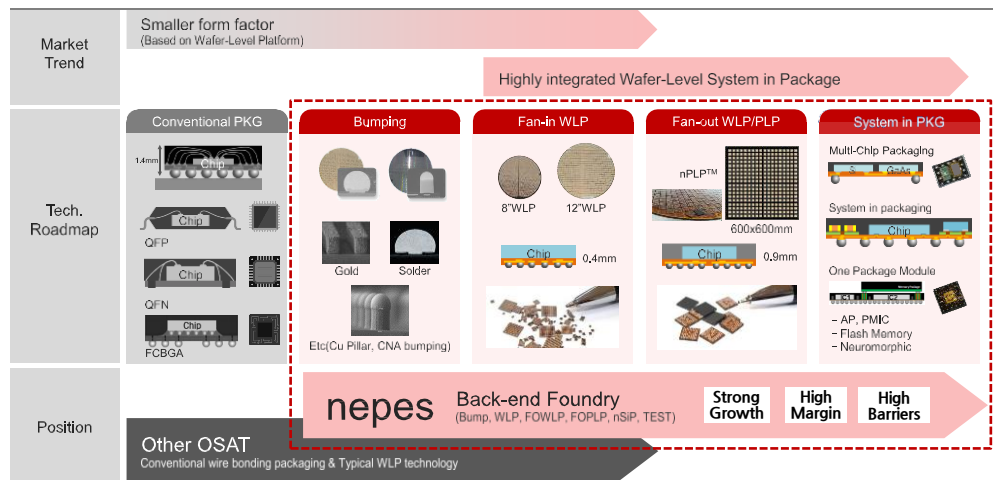 Market
Trend
Smaller form factor
(Based on Wafer-Level Platform)
Highly integrated Wafer-Level System in Package
Tech.
Roadmap
Conventional PKG
1.4mm
Chip
Chip
QFP
Chip
QFN
Chip
FCBGA
Bumping
Gold
Solder
Etc(Cu Pillar, CNA bumping)
Fan-in WLP
8"WLP
12"WLP
Chip
0.4mm
Fan-out WLP/PLP
nPLP™
600x600mm
Chip
0.9mm
System in PKG
Multi-Chip Packaging
Si
GaAs
System in packaging
Chip
One Package Module
IC1
IC2
– AP, PMIC
– Flash Memory
– Neuromorphic
Position
nepes
Back-end Foundry
(Bump, WLP, FOWLP, FOPLP, nSiP, TEST)
Strong
Growth
High
Margin
High
Barriers
Other OSAT
Conventional wire bonding packaging & Typical WLP technology